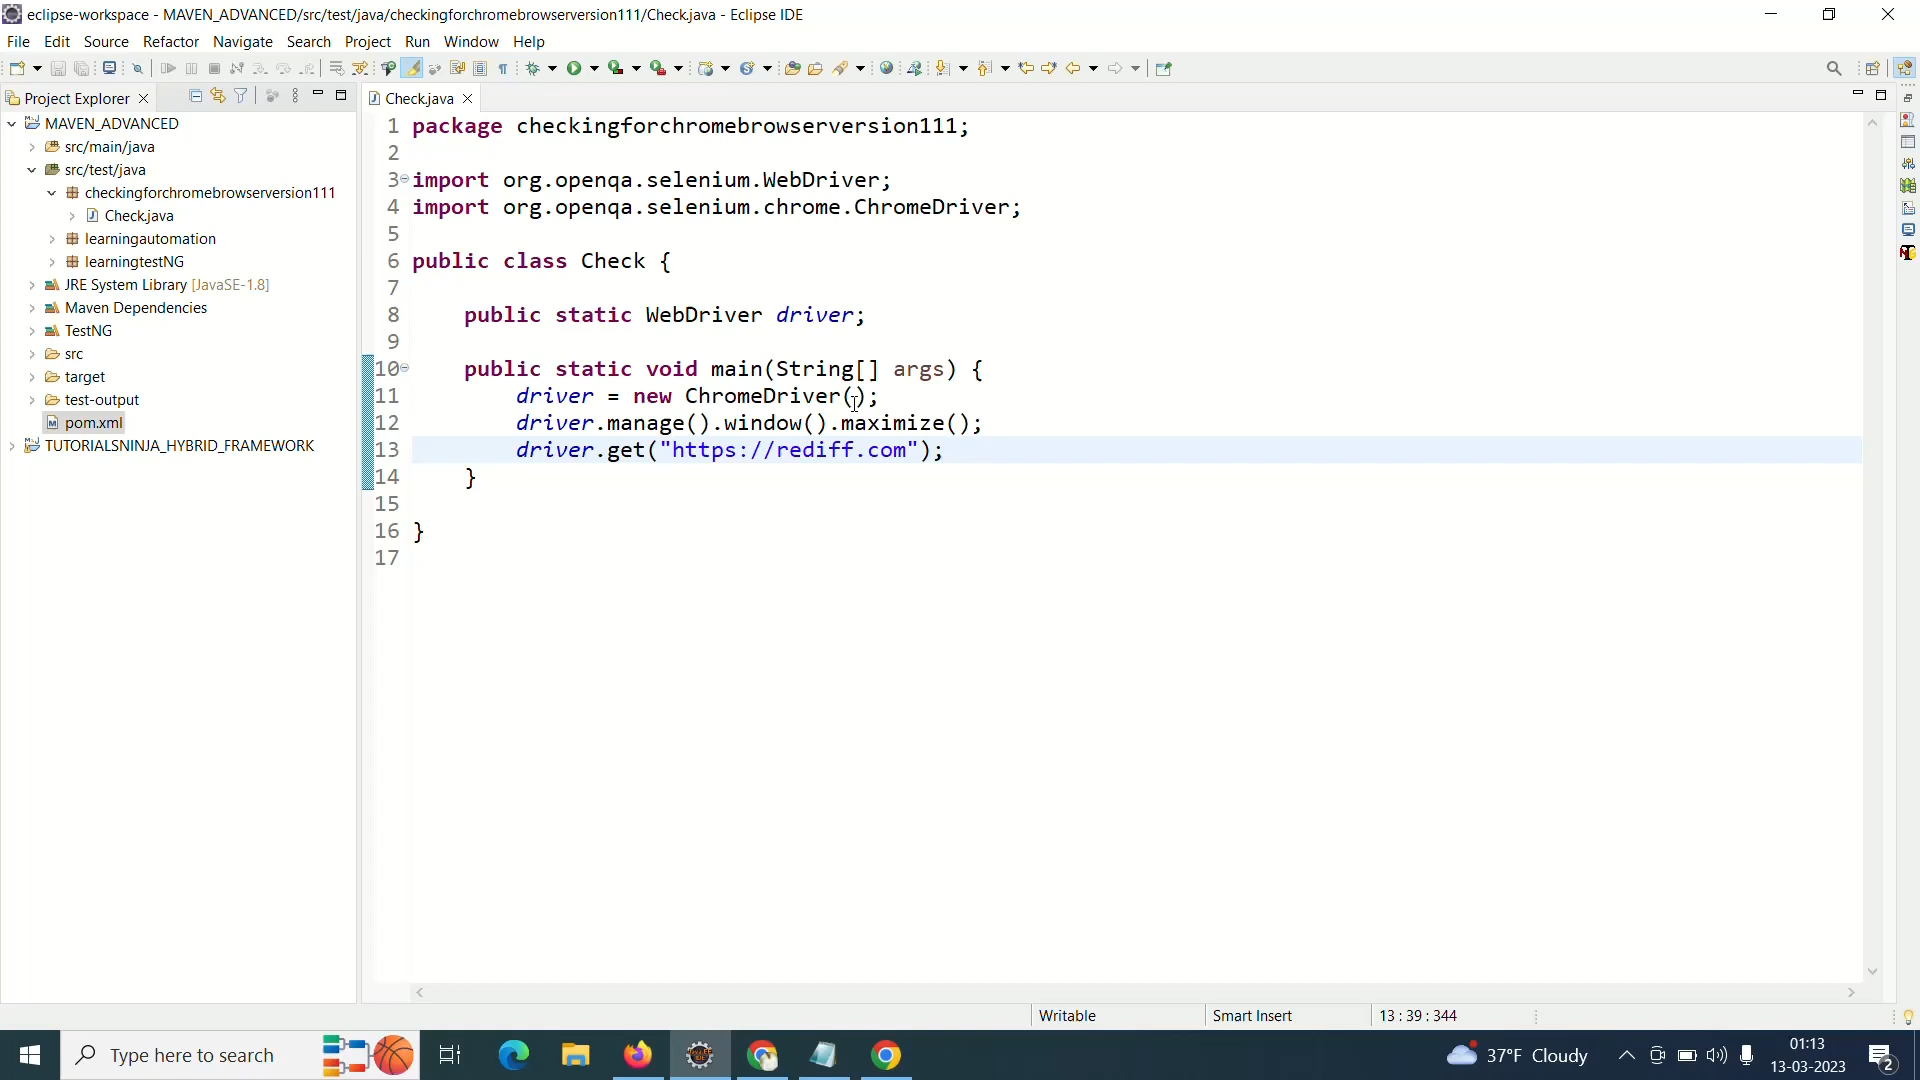 eclipse-workspace - MAVEN_ADVANCED/src/test/java/checkingforchromebrowserversion111/Check.java - Eclipse IDE
File Edit Source Refactor Navigate Search Project Run Window Help
Project Explorer
Check.java
MAVEN_ADVANCED
src/main/java
src/test/java
checkingforchromebrowserversion111
Check.java
learningautomation
learningtestNG
JRE System Library [JavaSE-1.8]
Maven Dependencies
TestNG
src
target
test-output
pom.xml
TUTORIALSNINJA_HYBRID_FRAMEWORK
1 package checkingforchromebrowserversion111;
2
3 import org.openqa.selenium.WebDriver;
4 import org.openqa.selenium.chrome.ChromeDriver;
5
6 public class Check {
7
8 public static WebDriver driver;
9
10 public static void main(String[] args) {
11 driver = new ChromeDriver();
12 driver.manage().window().maximize();
13 driver.get("https://rediff.com");
14 }
15
16 }
17
Writable Smart Insert 13 : 39 : 344
Type here to search
37°F Cloudy
01:13
13-03-2023
2